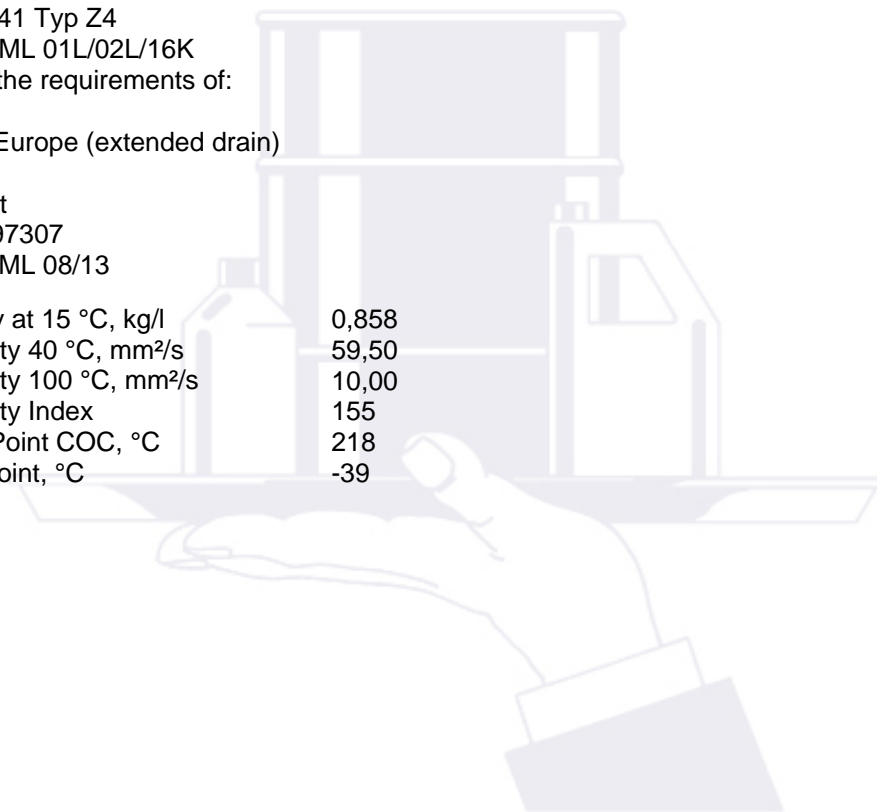 41 Typ Z4
ML 01L/02L/16K
the requirements of:
Europe (extended drain)
t
97307
ML 08/13
y at 15 °C, kg/l 0,858
ty 40 °C, mm²/s 59,50
ty 100 °C, mm²/s 10,00
ty Index 155
Point COC, °C 218
oint, °C -39